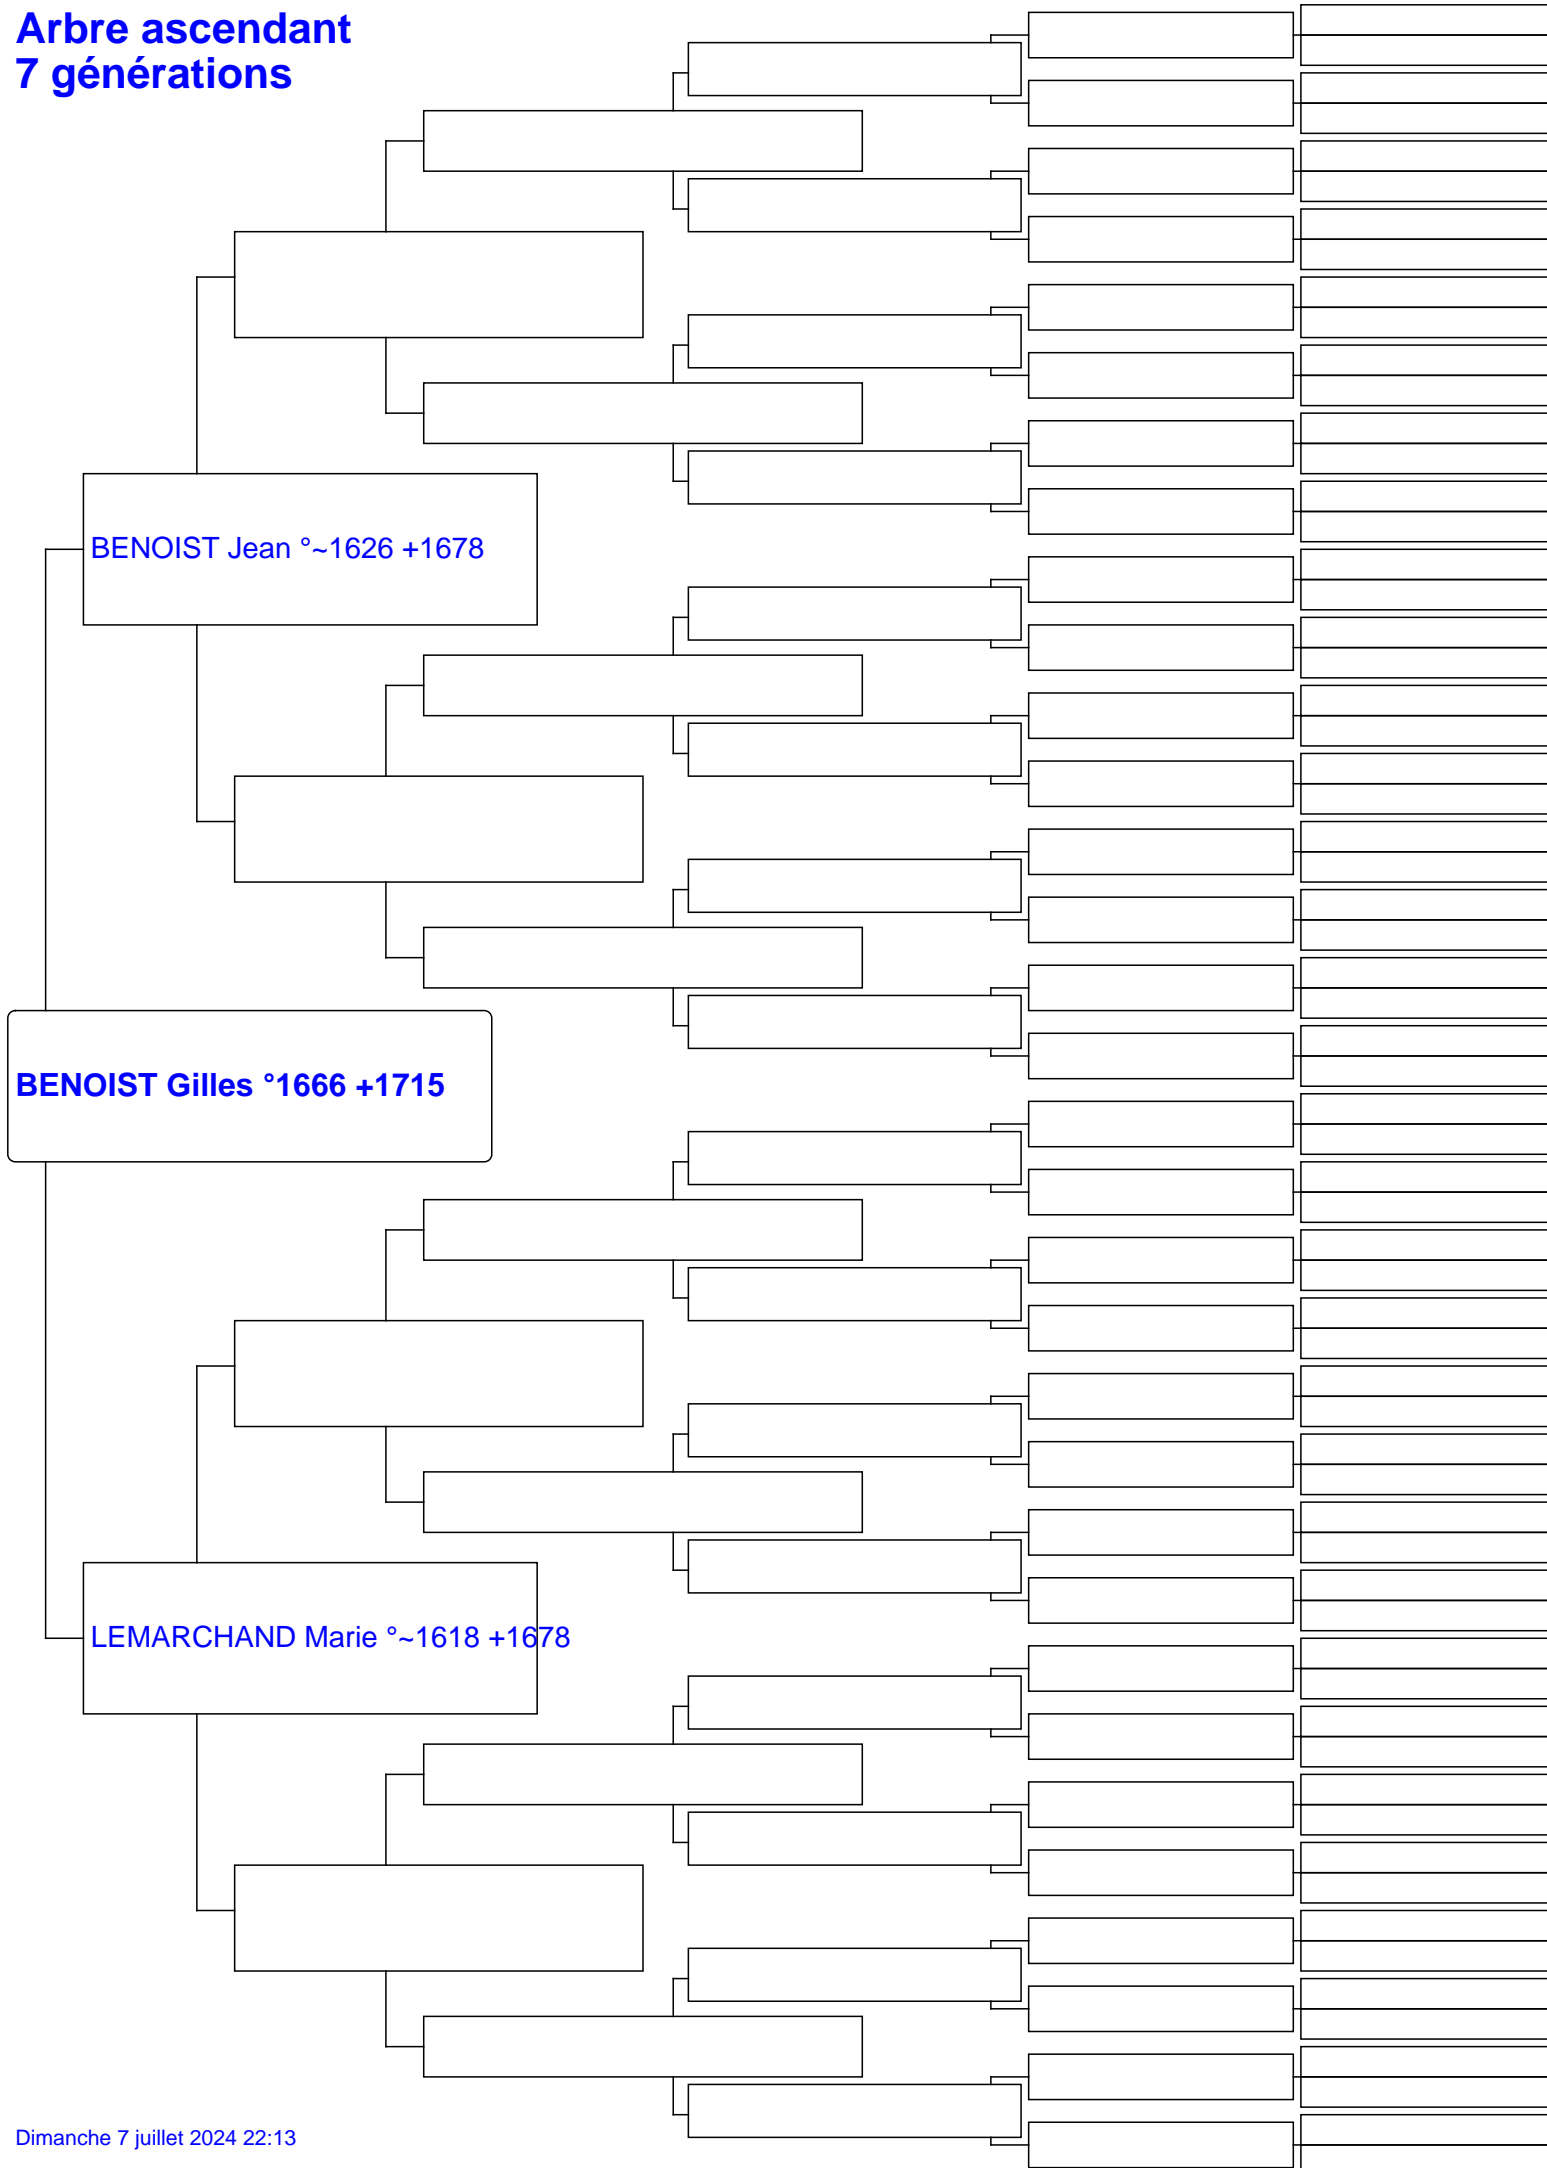 Arbre ascendant
7 générations
BENOIST Jean °~1626 +1678
BENOIST Gilles °1666 +1715
LEMARCHAND Marie °~1618 +1678
Dimanche 7 juillet 2024 22:13